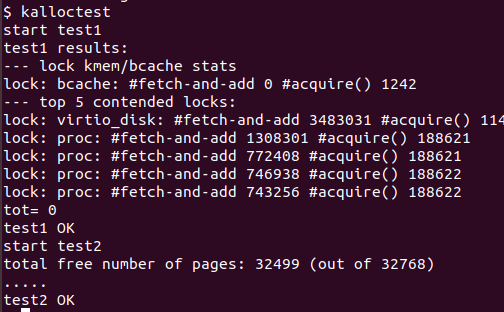 $ kalloctest
start test1
test1 results:
--- lock kmem/bcache stats
lock: bcache: #fetch-and-add 0 #acquire() 1242
--- top 5 contended locks:
lock: virtio_disk: #fetch-and-add 3483031 #acquire() 114
lock: proc: #fetch-and-add 1308301 #acquire() 188621
lock: proc: #fetch-and-add 772408 #acquire() 188621
lock: proc: #fetch-and-add 746938 #acquire() 188622
lock: proc: #fetch-and-add 743256 #acquire() 188622
tot= 0
test1 OK
start test2
total free number of pages: 32499 (out of 32768)
.....
test2 OK